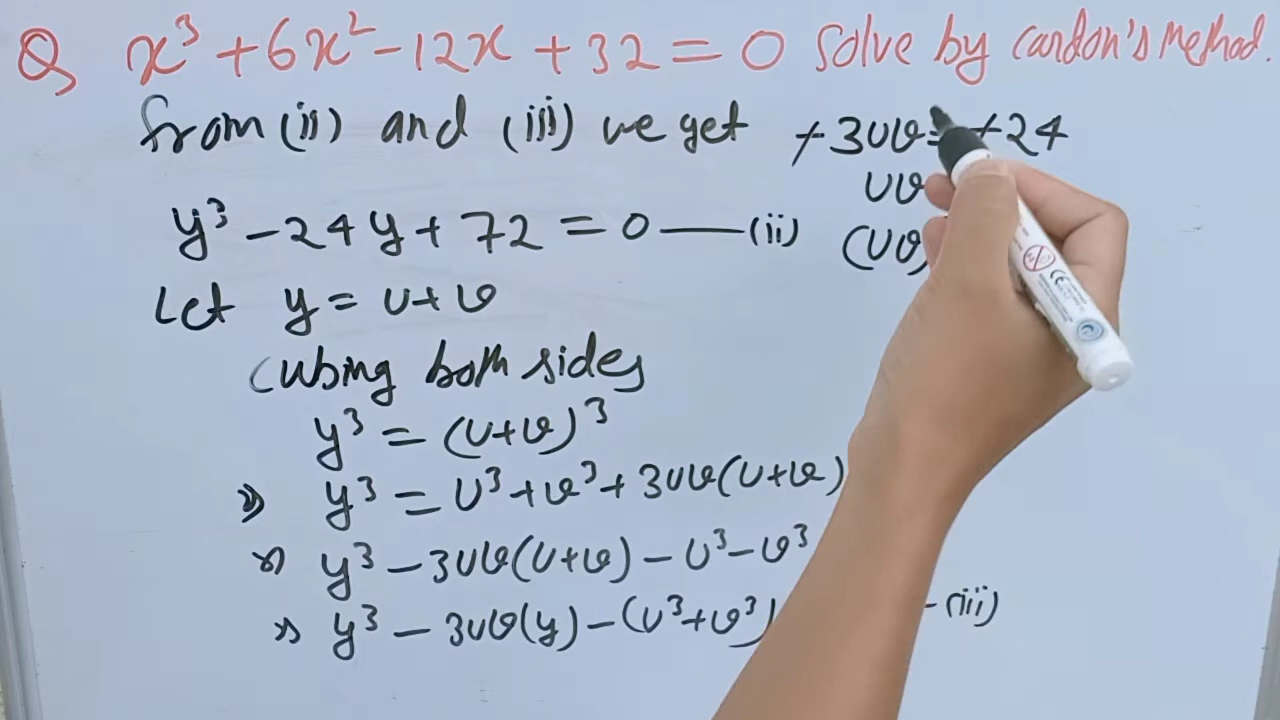 Q x³ + 6x² - 12x + 32 = 0 Solve by Cardon's Method.
from (ii) and (iii) we get
y³ - 24y + 72 = 0 — (ii)
Let y = u + v
Cubing both sides
y³ = (u+v)³
⇒ y³ = u³ + v³ + 3uv(u+v)
⇒ y³ - 3uv(u+v) - u³ - v³
⇒ y³ - 3uv(y) - (u³+v³) - (iii)
+3uv = +24
uv
(uv)